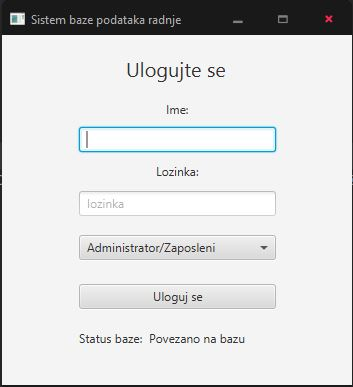 Sistem baze podataka radnje
Ulogujte se
Ime:
Lozinka:
lozinka
Administrator/Zaposleni
Uloguj se
Status baze: Povezano na bazu